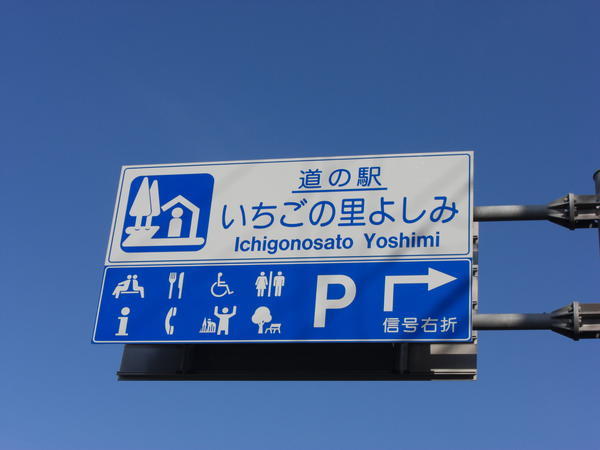 道の駅
いちごの里よしみ
Ichigonosato Yoshimi
P
i
信号右折